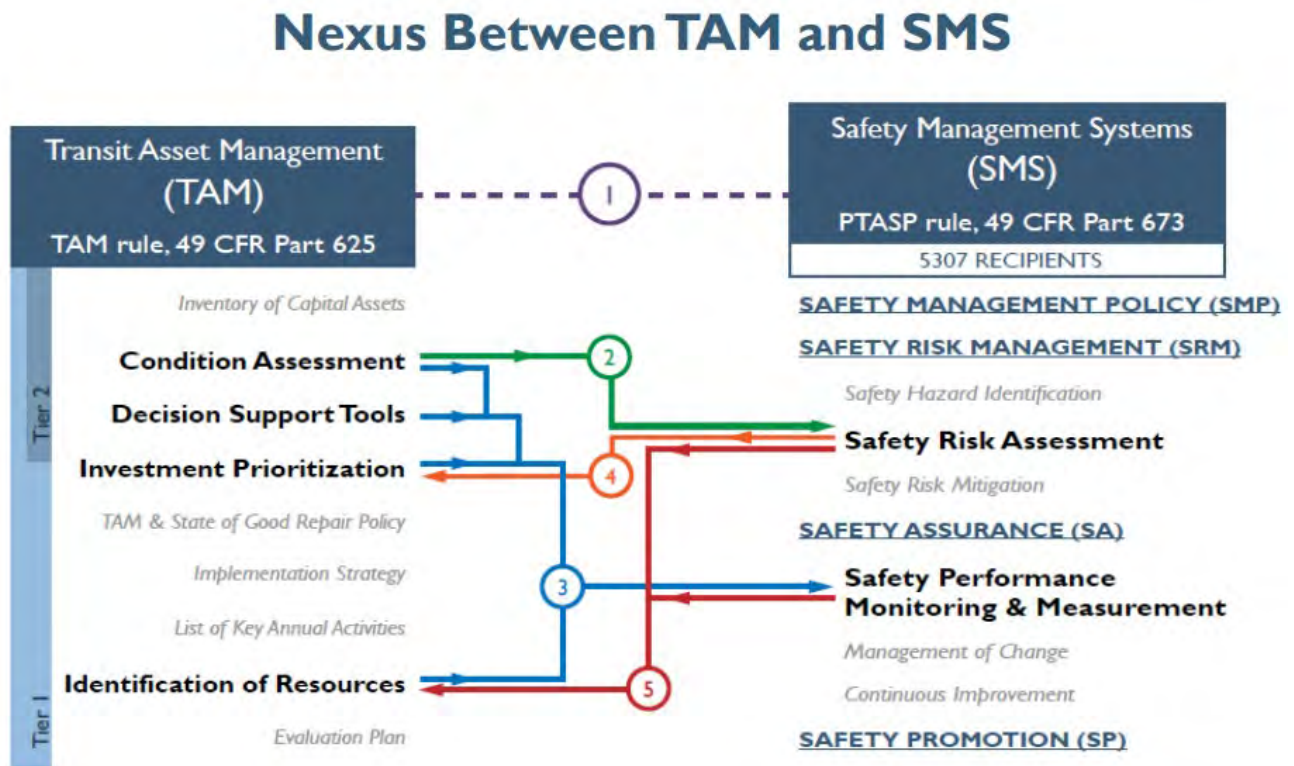 Nexus Between TAM and SMS
Transit Asset Management
(TAM)
TAM rule, 49 CFR Part 625
1
Safety Management Systems
(SMS)
PTASP rule, 49 CFR Part 673
5307 RECIPIENTS
Tier 2
Tier 1
Inventory of Capital Assets
Condition Assessment
Decision Support Tools
Investment Prioritization
TAM & State of Good Repair Policy
Implementation Strategy
List of Key Annual Activities
Identification of Resources
Evaluation Plan
2
4
3
5
SAFETY MANAGEMENT POLICY (SMP)
SAFETY RISK MANAGEMENT (SRM)
Safety Hazard Identification
Safety Risk Assessment
Safety Risk Mitigation
SAFETY ASSURANCE (SA)
Safety Performance
Monitoring & Measurement
Management of Change
Continuous Improvement
SAFETY PROMOTION (SP)